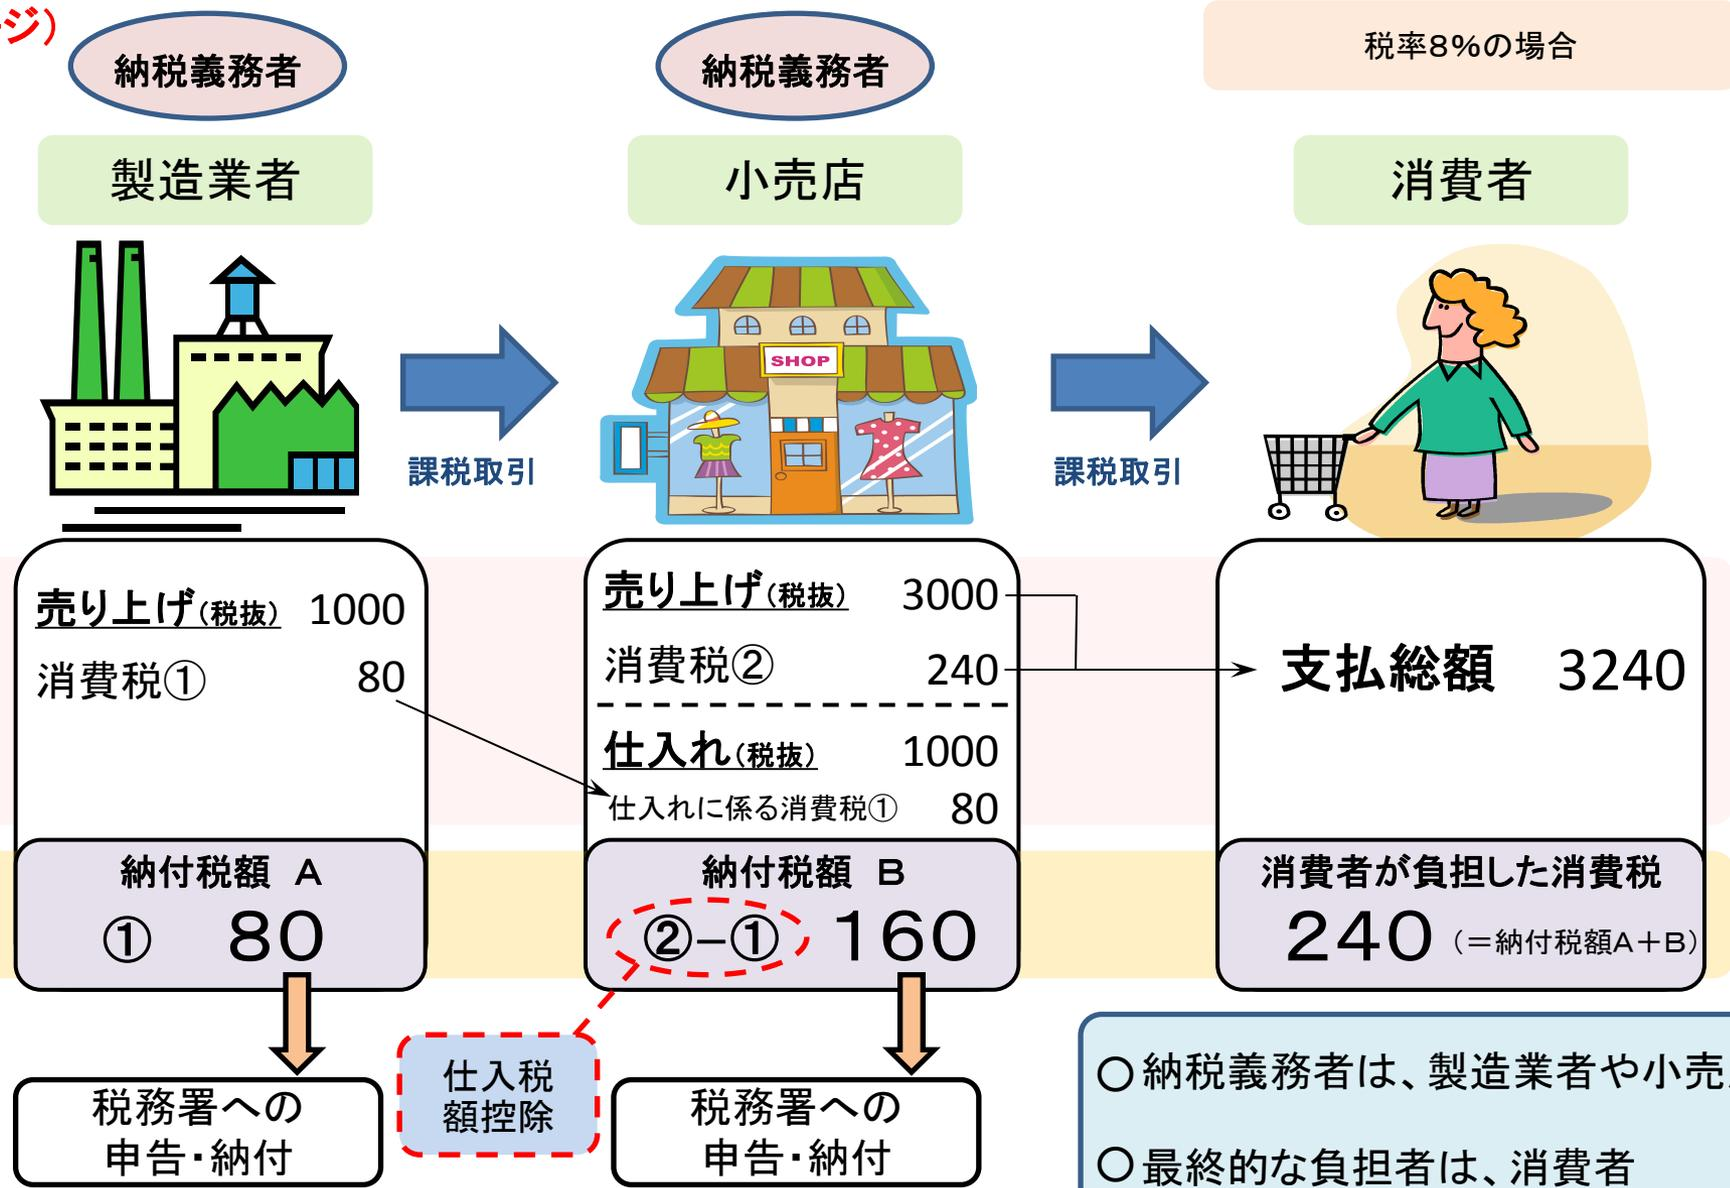 ジ）
納税義務者
納税義務者
税率8%の場合
製造業者
小売店
消費者
SHOP
課税取引
課税取引
売り上げ(税抜) 1000
消費税① 80
売り上げ(税抜) 3000
消費税② 240
仕入れ(税抜) 1000
仕入れに係る消費税① 80
支払総額 3240
納付税額 A
① 80
納付税額 B
②−① 160
消費者が負担した消費税
240 (＝納付税額A＋B)
仕入税
額控除
税務署への
申告・納付
税務署への
申告・納付
○納税義務者は、製造業者や小売
○最終的な負担者は、消費者